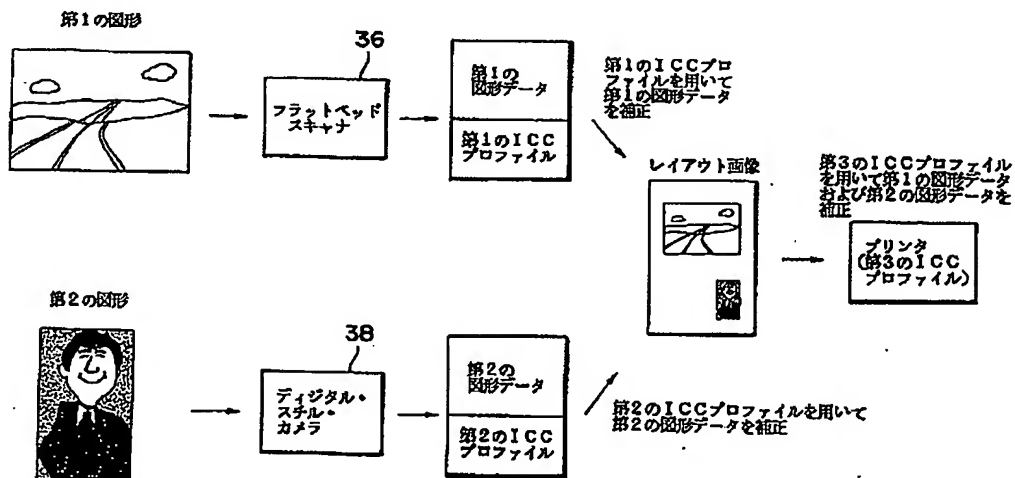 第1の図形
36
フラットベッド
スキャナ
第1の
図形データ
第1のICC
プロファイル
第1のICCプロ
ファイルを用いて
第1の図形データ
を補正
レイアウト画像
第3のICCプロファイル
を用いて第1の図形データ
および第2の図形データを
補正
プリンタ
(第3のICC
プロファイル)
第2の図形
38
ディジタル・
スチル・
カメラ
第2の
図形データ
第2のICC
プロファイル
第2のICCプロファイルを用いて
第2の図形データを補正